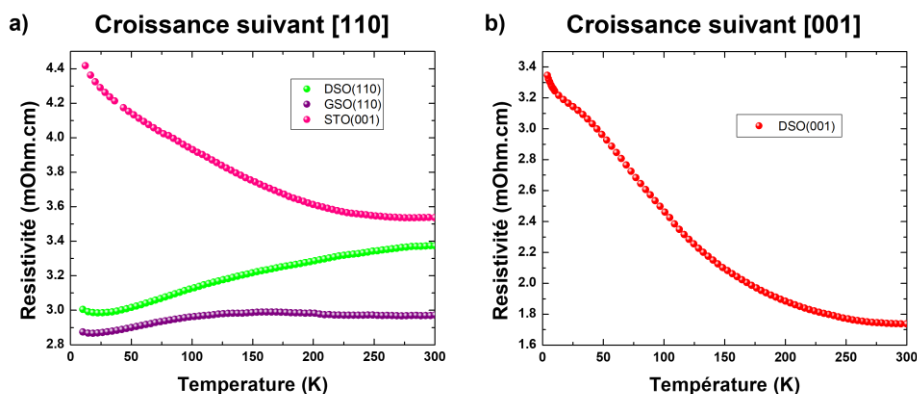 a) Croissance suivant [110]
Resistivité (mOhm.cm)
4.4
4.2
4.0
3.8
3.6
3.4
3.2
3.0
2.8
DSO(110)
GSO(110)
STO(001)
0 50 100 150 200 250 300
Temperature (K)
b) Croissance suivant [001]
Resistivité (mOhm.cm)
3.4
3.2
3.0
2.8
2.6
2.4
2.2
2.0
1.8
1.6
DSO(001)
0 50 100 150 200 250 300
Température (K)